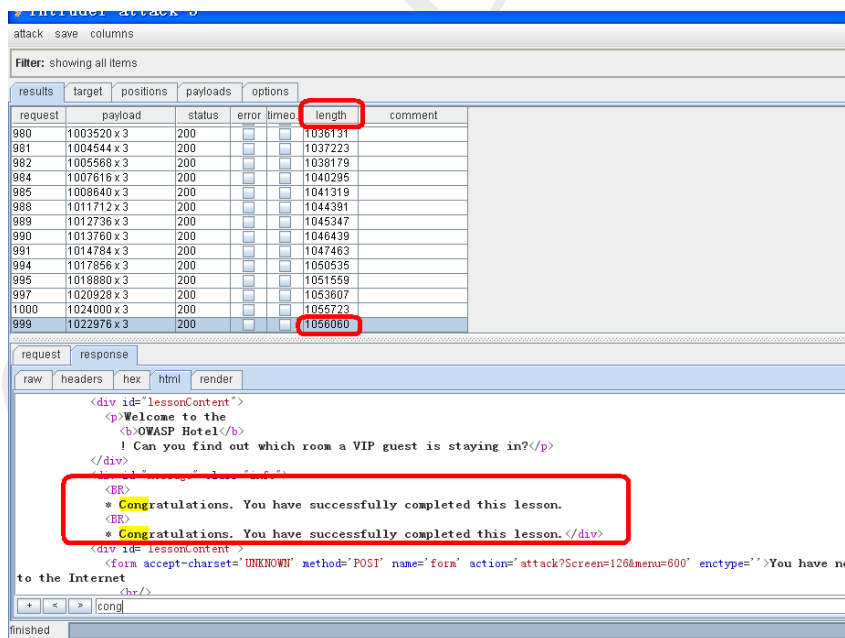 Intruder attack 3
attack save columns
Filter: showing all items
results target positions payloads options
request payload status error timeo. length comment
980 1003520 x 3 200 1036131
981 1004544 x 3 200 1037223
982 1005568 x 3 200 1038179
984 1007616 x 3 200 1040295
985 1008640 x 3 200 1041319
988 1011712 x 3 200 1044391
989 1012736 x 3 200 1045347
990 1013760 x 3 200 1046439
991 1014784 x 3 200 1047463
994 1017856 x 3 200 1050535
995 1018880 x 3 200 1051559
997 1020928 x 3 200 1053607
1000 1024000 x 3 200 1055723
999 1022976 x 3 200 1056060
request response
raw headers hex html render
<div id="lessonContent">
<p>Welcome to the
<b>OWASP Hotel</b>
! Can you find out which room a VIP guest is staying in?</p>
</div>
<div id="message" class="info">
<BR>
* Congratulations. You have successfully completed this lesson.
<BR>
* Congratulations. You have successfully completed this lesson.</div>
<div id="lessonContent">
<form accept-charset='UNKNOWN' method='POST' name='form' action='attack?Screen=126&menu=600' enctype=''>You have
to the Internet
<br/>
+ < > cong
finished